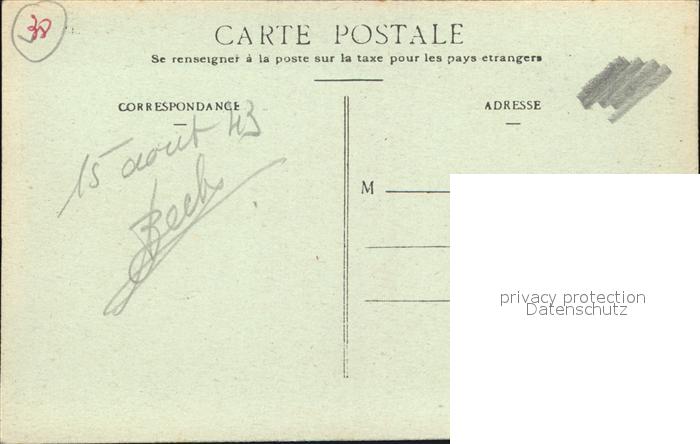 38
CARTE POSTALE
Se renseigner à la poste sur la taxe pour les pays etrangers
CORRESPONDANCE
ADRESSE
15 août 43
M
privacy protection
Datenschutz